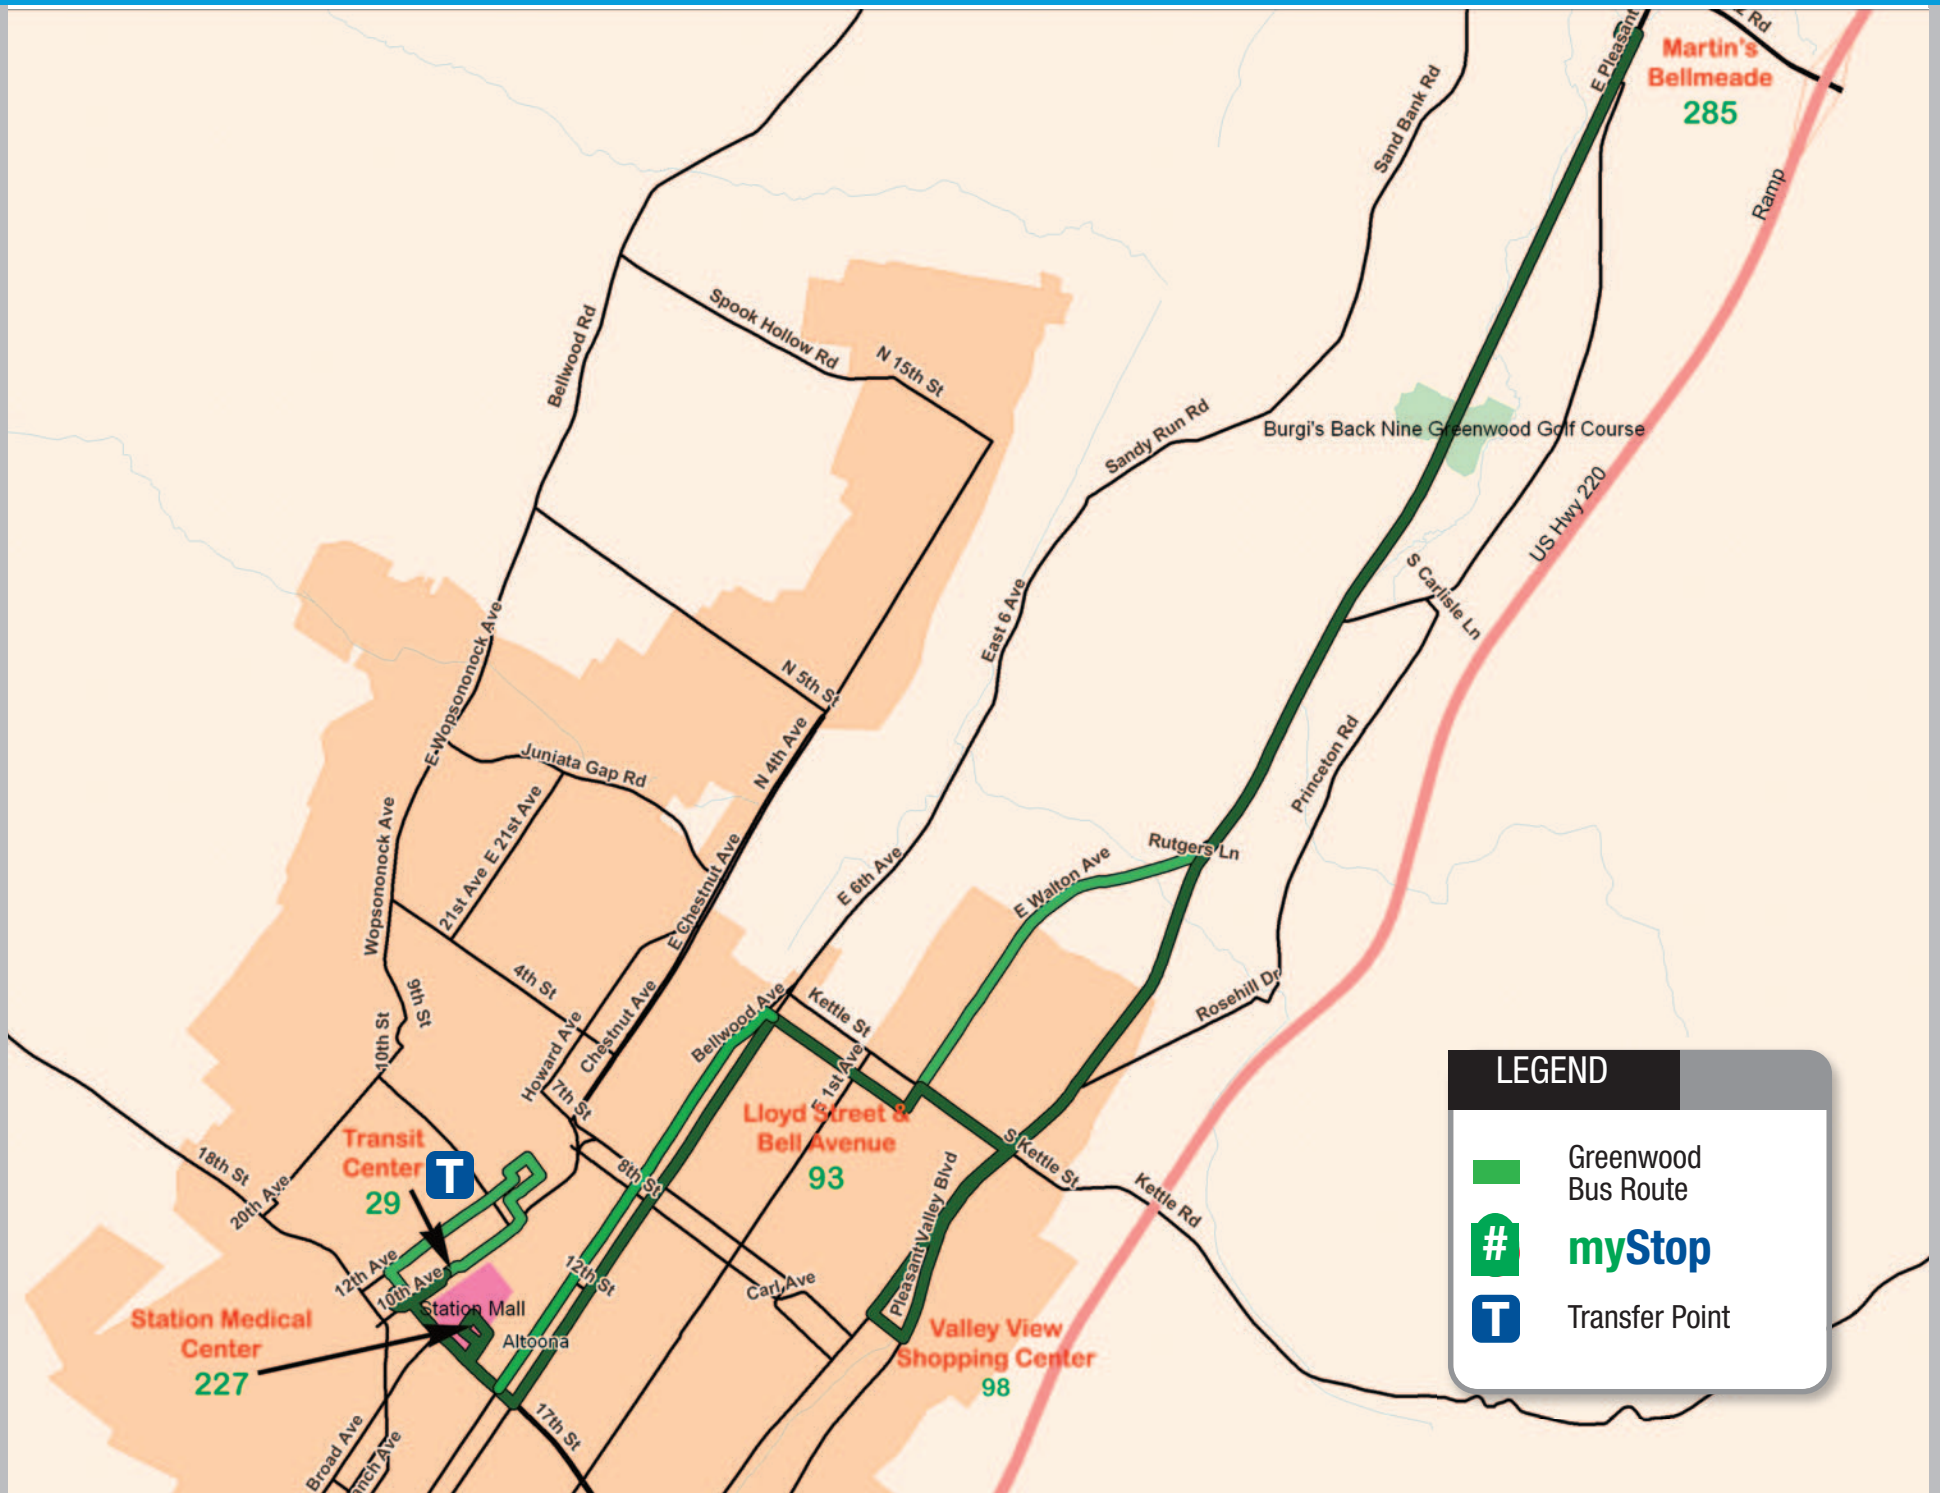 E Pleasant
Rd
Martin's
Bellmeade
285
Sand Bank Rd
Ramp
Bellwood Rd
Spook Hollow Rd
N 15th St
Sandy Run Rd
Burgi's Back Nine Greenwood Golf Course
US Hwy 220
S Carlisle Ln
East 6 Ave
E Wopsononock Ave
N 5th St
N 4th Ave
Juniata Gap Rd
Princeton Rd
21st Ave
E 21st Ave
Wopsononock Ave
E Chestnut Ave
E 6th Ave
E Walton Ave
Rutgers Ln
4th St
9th St
10th St
Howard Ave
Chestnut Ave
Bellwood Ave
Kettle St
Rosehill Dr
7th St
E 1st Ave
Lloyd Street &
Bell Avenue
93
LEGEND
Greenwood
Bus Route
#
myStop
T
Transfer Point
Transit
Center
29
T
18th St
20th Ave
8th St
S Kettle St
Kettle Rd
Pleasant Valley Blvd
12th Ave
10th Ave
12th St
Carl Ave
Station Mall
Altoona
Station Medical
Center
227
Valley View
Shopping Center
98
17th St
Broad Ave